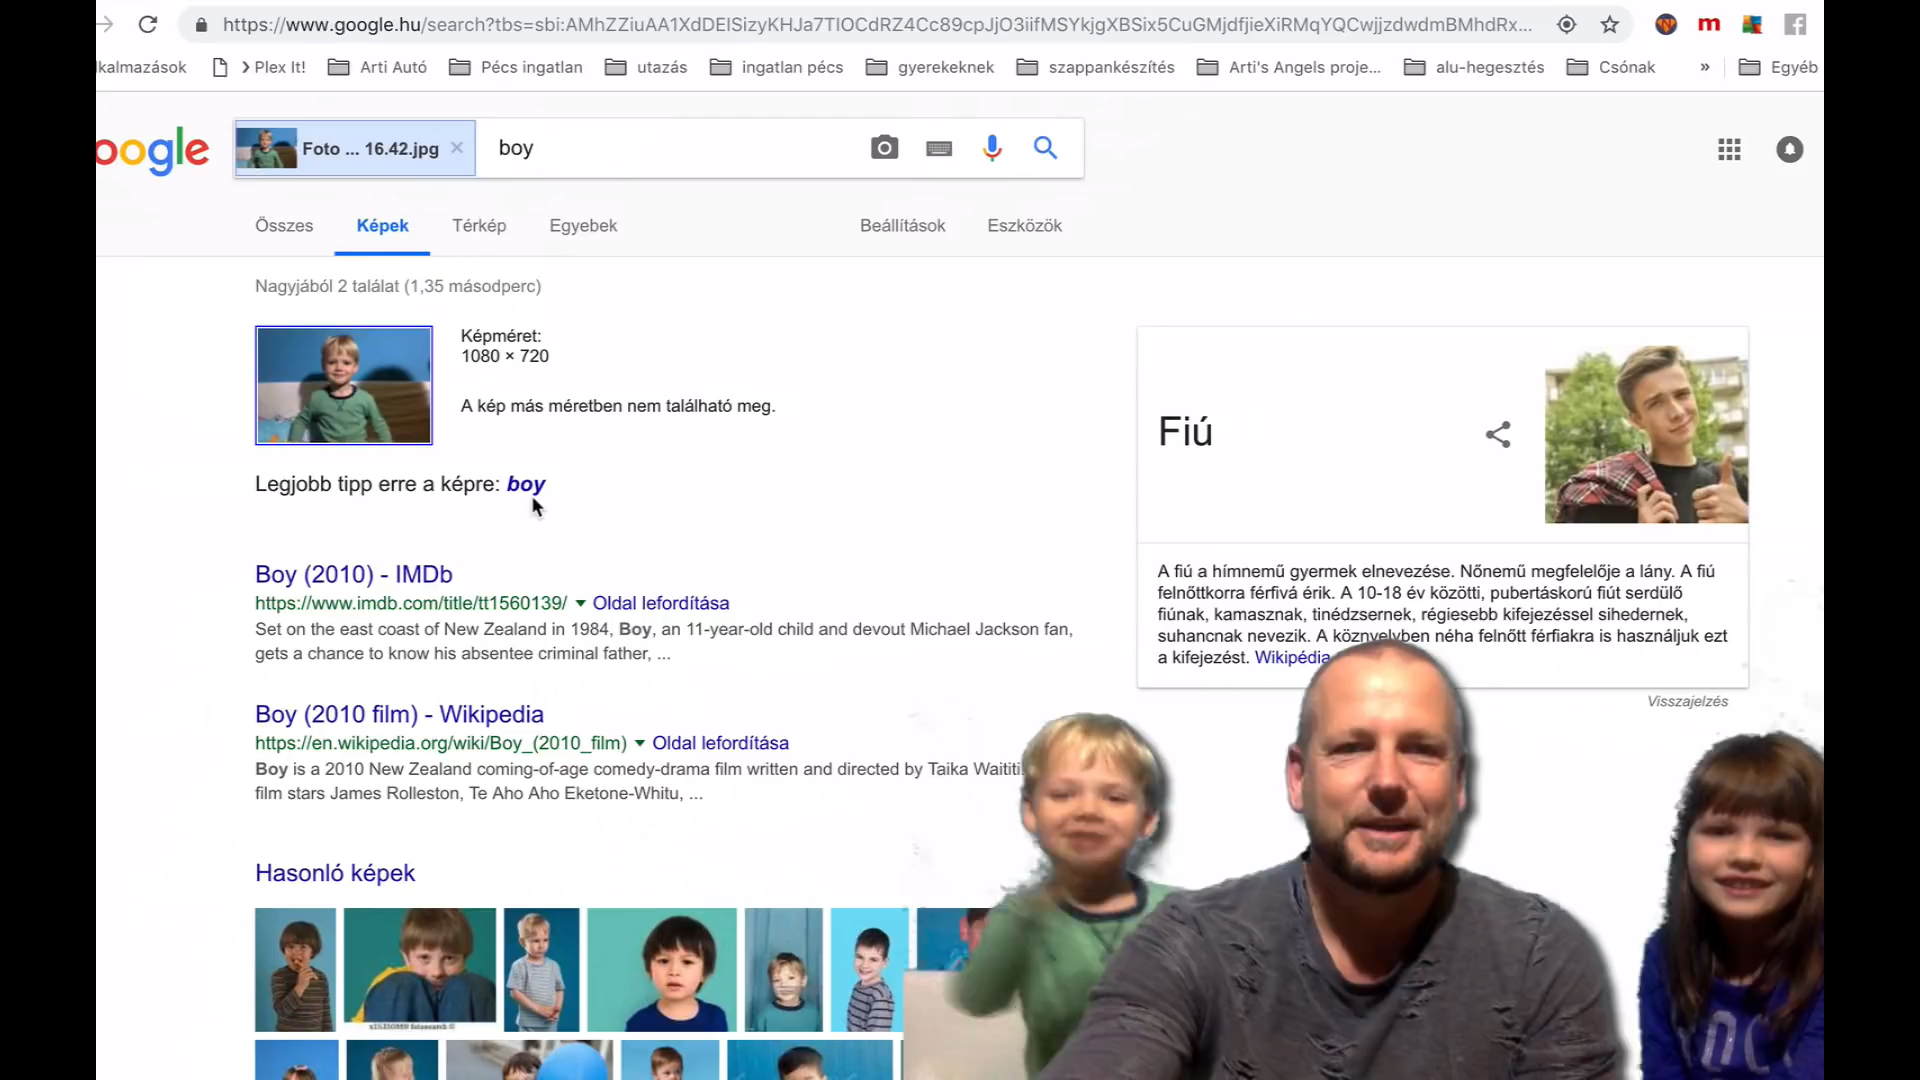 https://www.google.hu/search?tbs=sbi:AMhZZiuAA1XdDElSizyKHJa7TIOCdRZ4Cc89cpJjO3iifMSYkjgXBSix5CuGMjdfjieXiRMqYQCwjjzdwdmBMhdRx...
lkalmazások Plex It! Arti Autó Pécs ingatlan utazás ingatlan pécs gyerekeknek szappankészítés Arti's Angels proje... alu-hegesztés Csónak » Egyéb
oogle Foto ... 16.42.jpg × boy
Összes Képek Térkép Egyebek Beállítások Eszközök
Nagyjából 2 találat (1,35 másodperc)
Képméret:
1080 × 720
A kép más méretben nem található meg.
Legjobb tipp erre a képre: boy
Boy (2010) - IMDb
https://www.imdb.com/title/tt1560139/ Oldal lefordítása
Set on the east coast of New Zealand in 1984, Boy, an 11-year-old child and devout Michael Jackson fan,
gets a chance to know his absentee criminal father, ...
Boy (2010 film) - Wikipedia
https://en.wikipedia.org/wiki/Boy_(2010_film) Oldal lefordítása
Boy is a 2010 New Zealand coming-of-age comedy-drama film written and directed by Taika Waititi.
film stars James Rolleston, Te Aho Aho Eketone-Whitu, ...
Hasonló képek
Fiú
A fiú a hímnemű gyermek elnevezése. Nőnemű megfelelője a lány. A fiú
felnőttkorra férfivá érik. A 10-18 év közötti, pubertáskorú fiút serdülő
fiúnak, kamasznak, tinédzsernek, régiesebb kifejezéssel sihedernek,
suhancnak nevezik. A köznyelvben néha felnőtt férfiakra is használjuk ezt
a kifejezést. Wikipédia
Visszajelzés